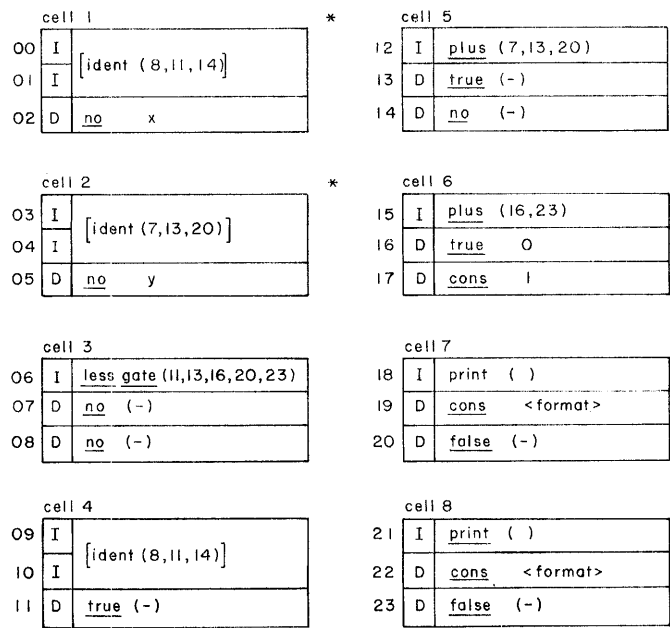 cell 1
00 I [ident (8,11,14)]
01 I
02 D no x
cell 2
03 I [ident (7,13,20)]
04 I
05 D no y
cell 3
06 I less gate (11,13,16,20,23)
07 D no (-)
08 D no (-)
cell 4
09 I [ident (8,11,14)]
10 I
11 D true (-)
* cell 5
12 I plus (7,13,20)
13 D true (-)
14 D no (-)
* cell 6
15 I plus (16,23)
16 D true 0
17 D cons 1
cell 7
18 I print ( )
19 D cons <format>
20 D false (-)
cell 8
21 I print ( )
22 D cons <format>
23 D false (-)